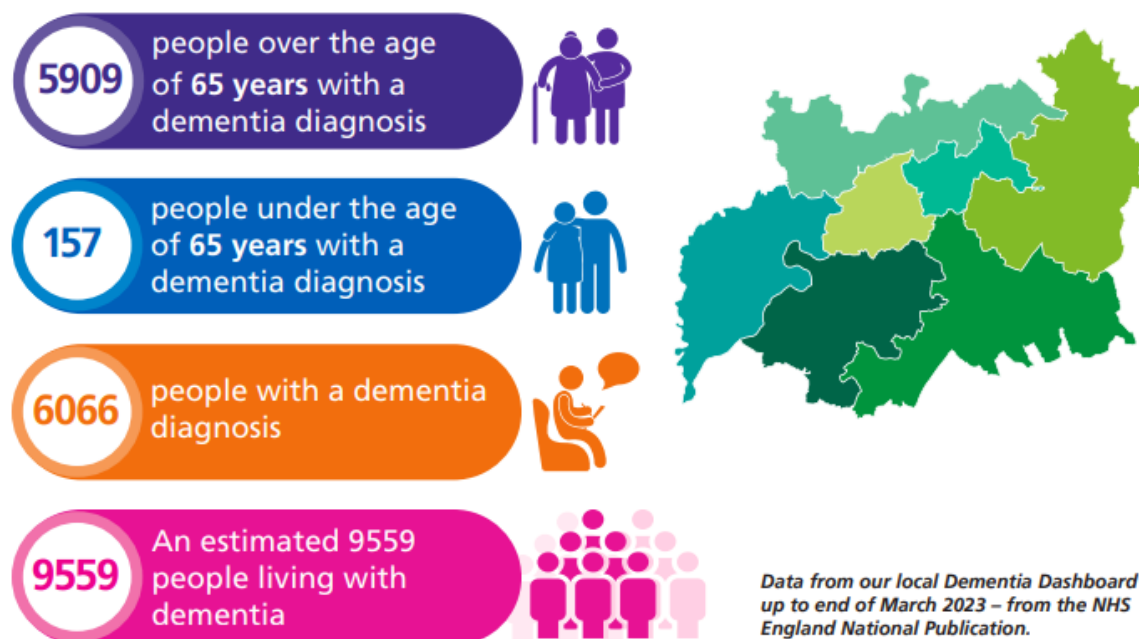 5909
people over the age
of 65 years with a
dementia diagnosis
157
people under the age
of 65 years with a
dementia diagnosis
6066
people with a dementia
diagnosis
9559
An estimated 9559
people living with
dementia
Data from our local Dementia Dashboard
up to end of March 2023 – from the NHS
England National Publication.